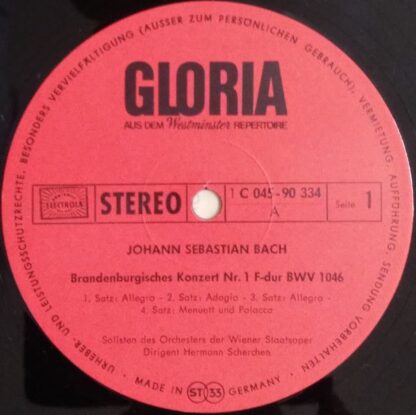 BESONDERS VERVIELFÄLTIGUNG (AUSSER ZUM PERSÖNLICHEN GEBRAUCH), VERMIETUNG, AUFFÜHRUNG, SENDUNG VORBEHALTEN
GLORIA
AUS DEM Westminster REPERTOIRE
ELECTROLA
STEREO
1 C 045-90 334
A
Seite 1
JOHANN SEBASTIAN BACH
Brandenburgisches Konzert Nr. 1 F-dur BWV 1046
1. Satz: Allegro - 2. Satz: Adagio - 3. Satz: Allegro -
4. Satz: Menuett und Polacca
Solisten des Orchesters der Wiener Staatsoper
Dirigent Hermann Scherchen
URHEBER- UND LEISTUNGSSCHUTZRECHTE,
MADE IN ST 33 GERMANY